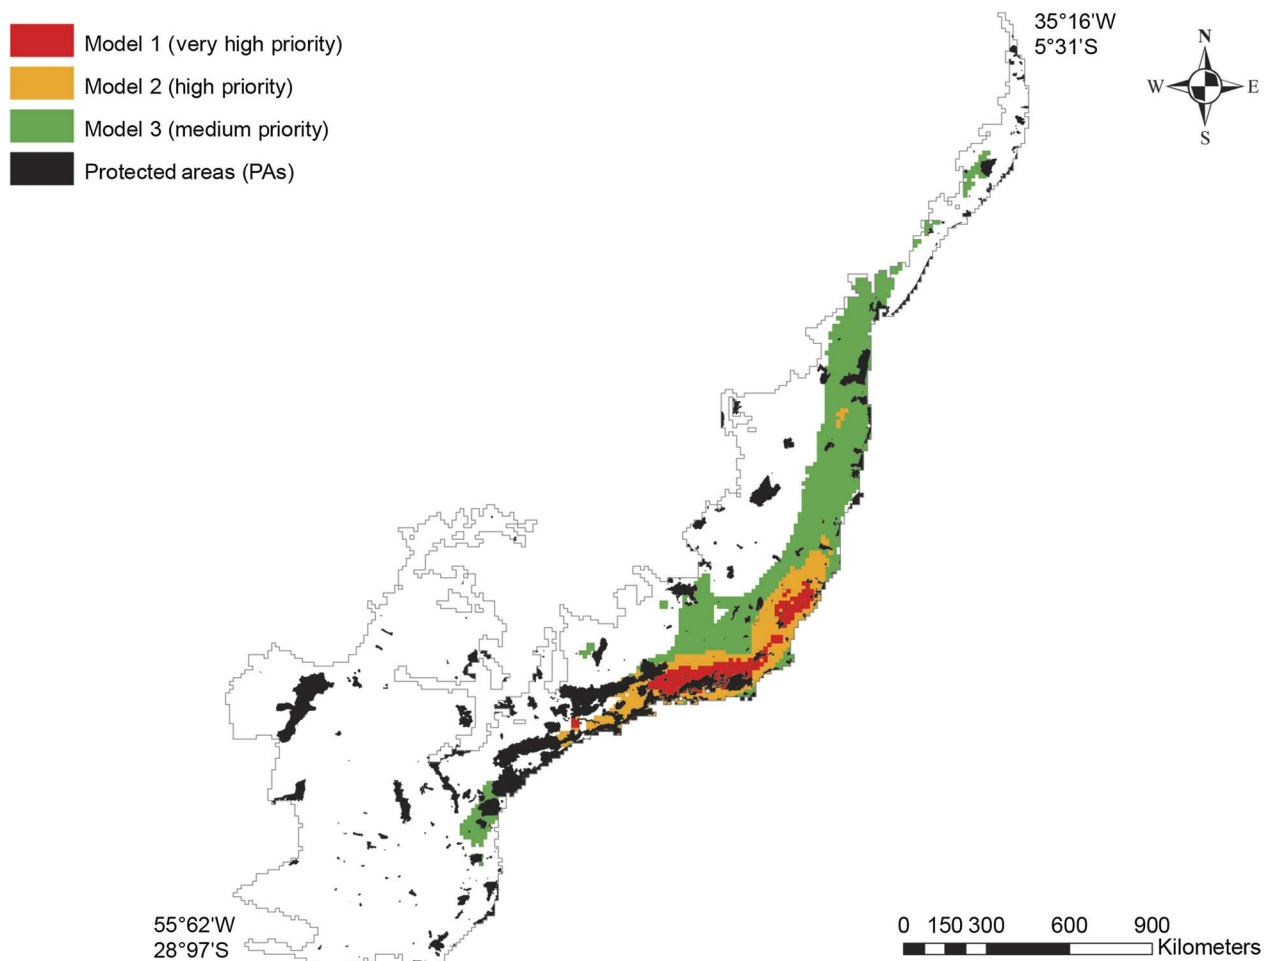 Model 1 (very high priority)
Model 2 (high priority)
Model 3 (medium priority)
Protected areas (PAs)
35°16'W
5°31'S
N
W E
S
55°62'W
28°97'S
0 150 300 600 900
Kilometers